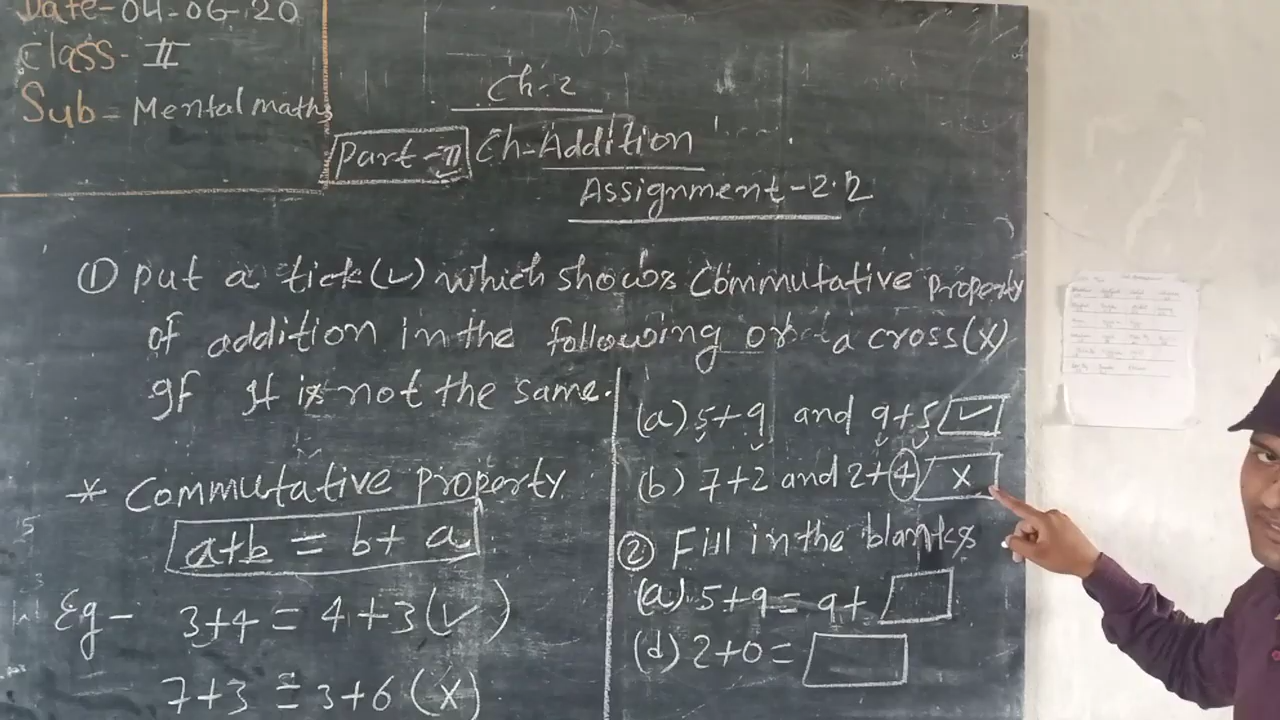 Date-04-06-20
Class-II
Sub-Mental maths
Ch-2
Part-II Ch-Addition
Assignment-2.2
① put a tick(✓) which shows Commutative property
of addition in the following or a cross(x)
If It is not the same.
* Commutative property
a+b = b+a
Eg- 3+4 = 4+3(✓)
7+3 = 3+6 (x)
(a) 5+9 and 9+5 ✓
(b) 7+2 and 2+4 x
② Fill in the blanks
(a) 5+9= 9+
(d) 2+0=